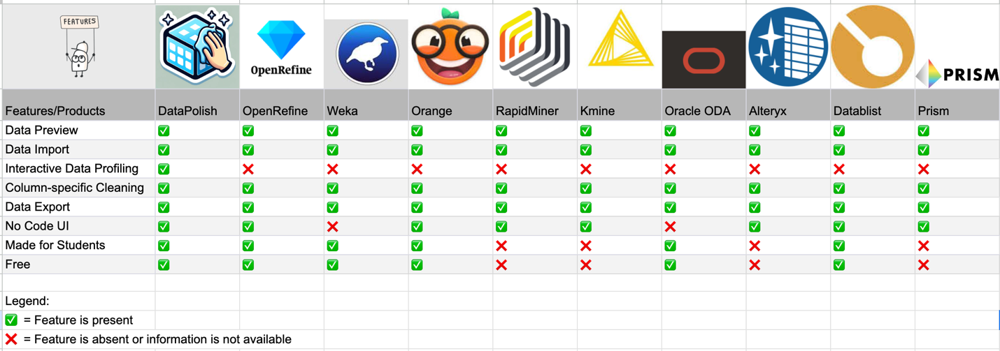 FEATURES
OpenRefine
PRISM
Features/Products DataPolish OpenRefine Weka Orange RapidMiner Kmine Oracle ODA Alteryx Datablist Prism
Data Preview ✅ ✅ ✅ ✅ ✅ ✅ ✅ ✅ ✅ ✅
Data Import ✅ ✅ ✅ ✅ ✅ ✅ ✅ ✅ ✅ ✅
Interactive Data Profiling ✅ ❌ ❌ ❌ ❌ ❌ ❌ ❌ ❌ ❌
Column-specific Cleaning ✅ ✅ ✅ ✅ ✅ ✅ ✅ ✅ ✅ ✅
Data Export ✅ ✅ ✅ ✅ ✅ ✅ ✅ ✅ ✅ ✅
No Code UI ✅ ✅ ❌ ✅ ✅ ✅ ❌ ✅ ✅ ✅
Made for Students ✅ ✅ ✅ ✅ ❌ ❌ ✅ ❌ ✅ ❌
Free ✅ ✅ ✅ ✅ ❌ ❌ ✅ ❌ ✅ ❌
Legend:
✅ = Feature is present
❌ = Feature is absent or information is not available